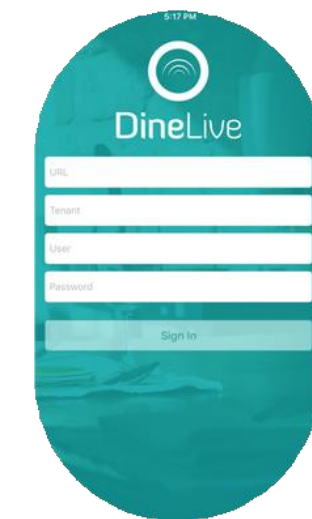 5:17 PM
DineLive
URL
Tenant
User
Password
Sign In